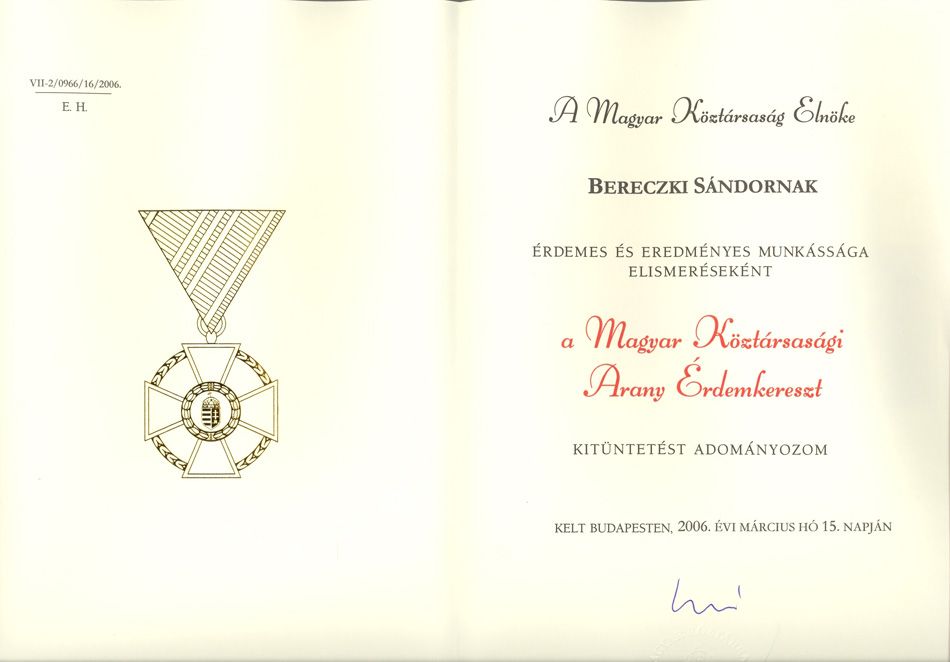 VII-2/0966/16/2006.
E. H.
A Magyar Köztársaság Elnöke
BERECZKI SÁNDORNAK
ÉRDEMES ÉS EREDMÉNYES MUNKÁSSÁGA
ELISMERÉSEKÉNT
a Magyar Köztársasági
Arany Érdemkereszt
KITÜNTETÉST ADOMÁNYOZOM
KELT BUDAPESTEN, 2006. ÉVI MÁRCIUS HÓ 15. NAPJÁN